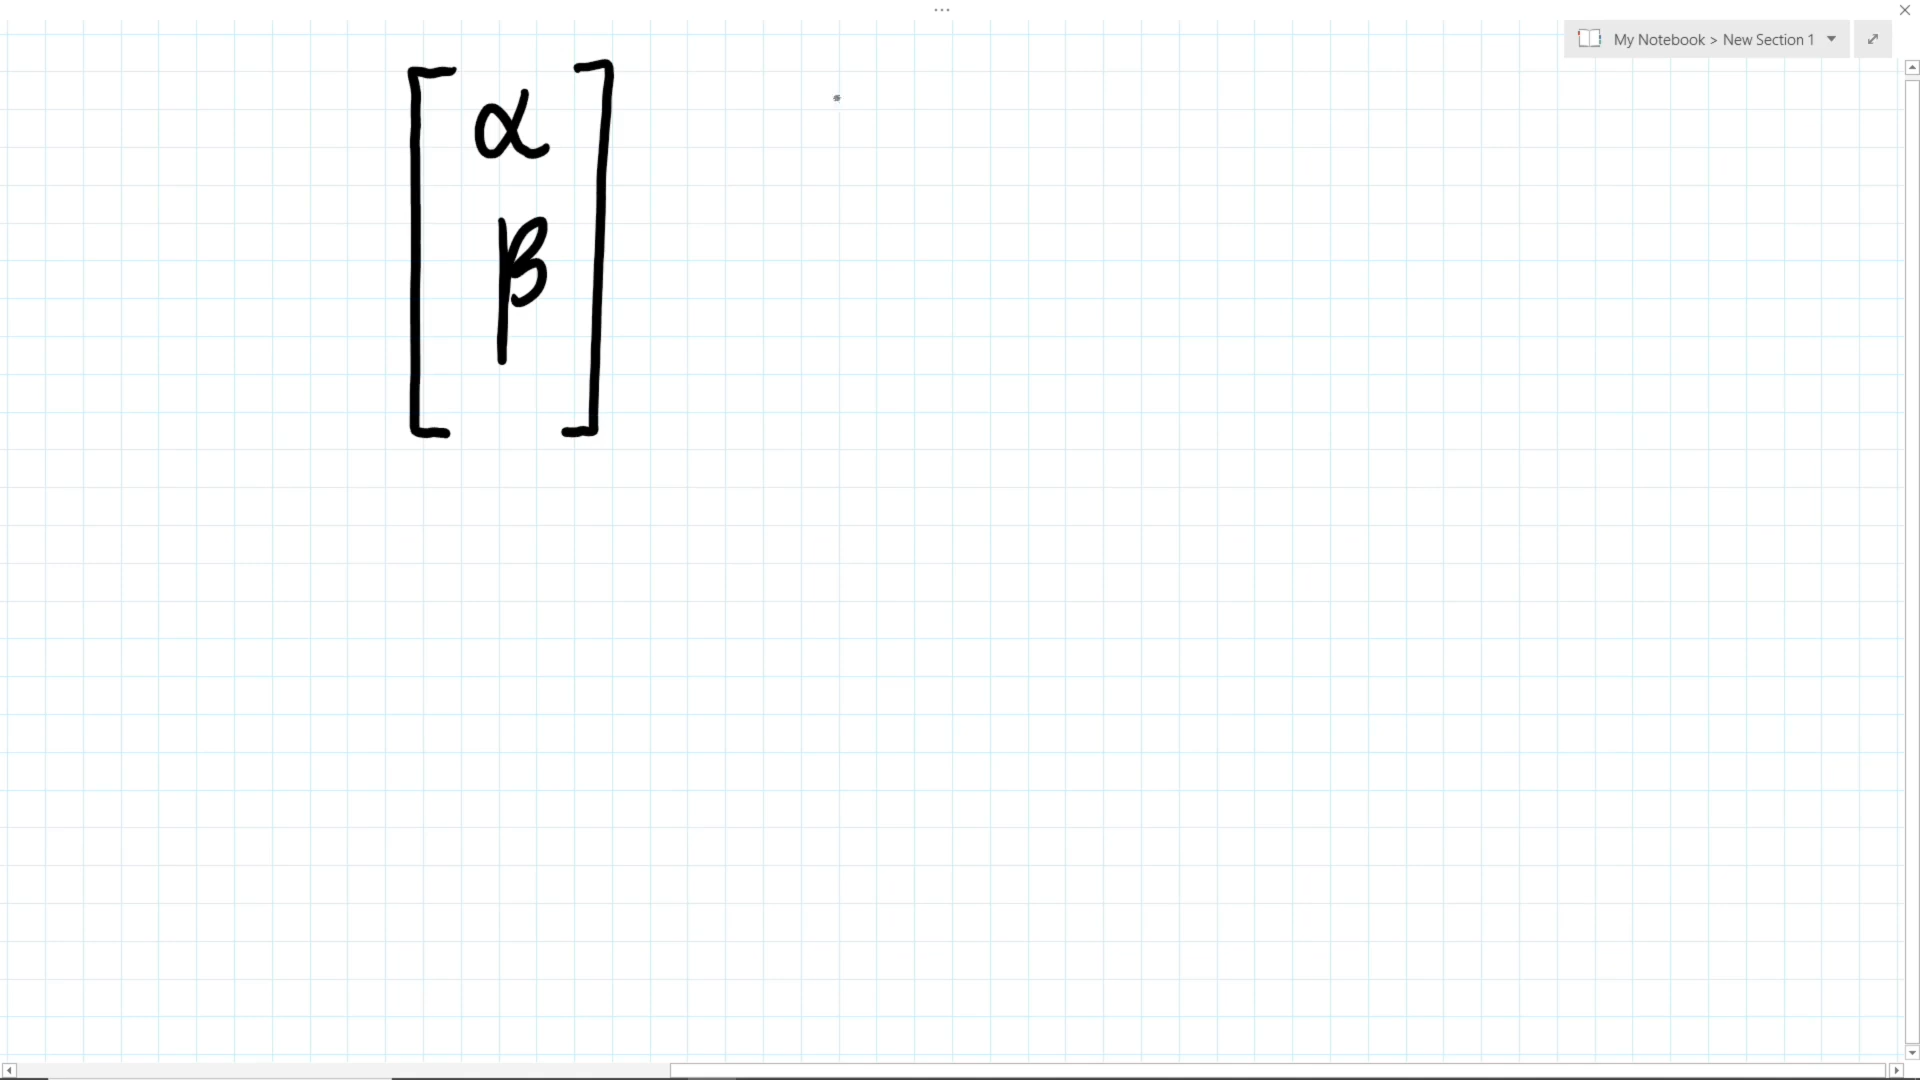 ...
My Notebook > New Section 1
[α
β]